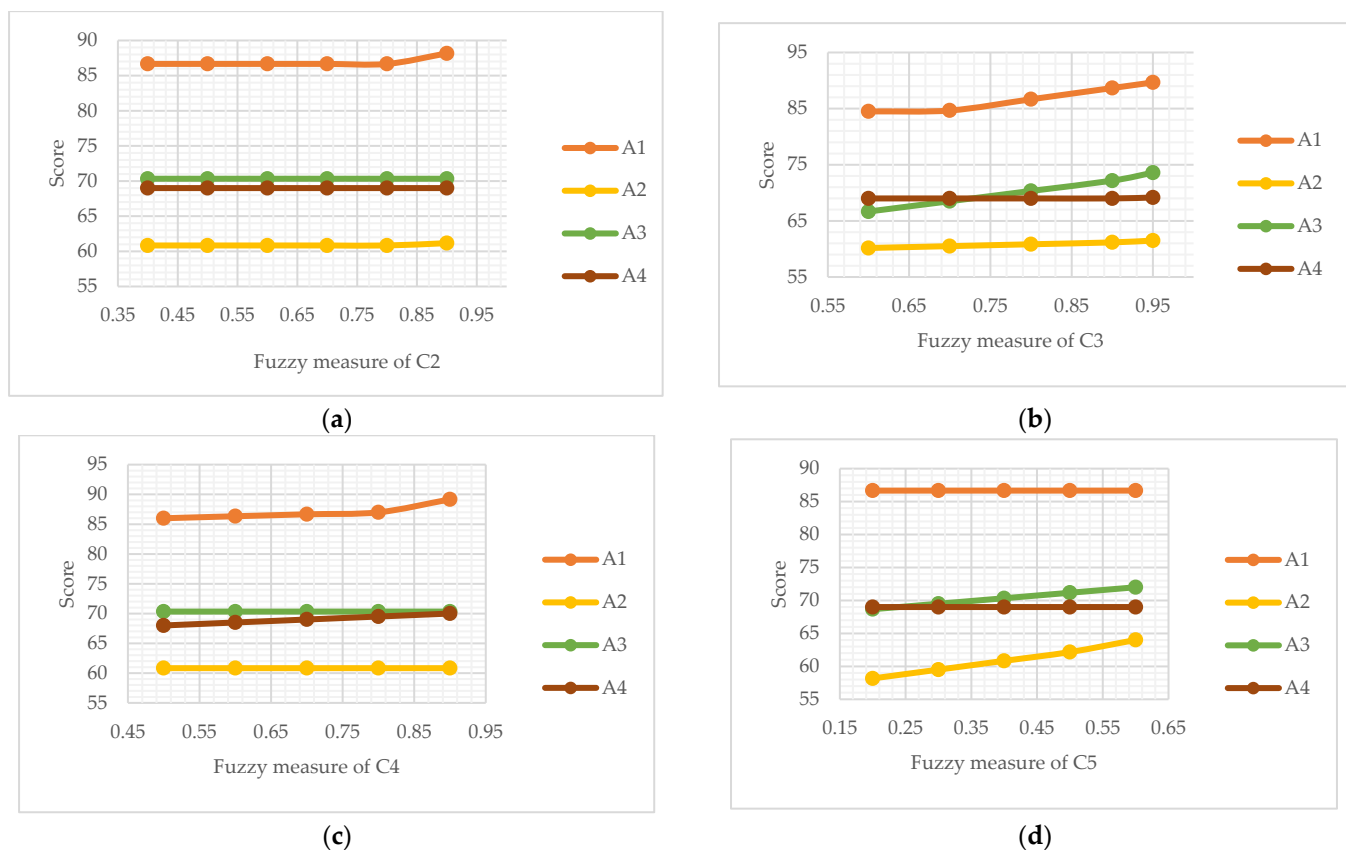 90
85
80
75
70
65
60
55
Score
0.35 0.45 0.55 0.65 0.75 0.85 0.95
Fuzzy measure of C2
A1
A2
A3
A4
(a)
95
85
75
65
55
Score
0.55 0.65 0.75 0.85 0.95
Fuzzy measure of C3
A1
A2
A3
A4
(b)
95
90
85
80
75
70
65
60
55
Score
0.45 0.55 0.65 0.75 0.85 0.95
Fuzzy measure of C4
A1
A2
A3
A4
(c)
90
85
80
75
70
65
60
55
Score
0.15 0.25 0.35 0.45 0.55 0.65
Fuzzy measure of C5
A1
A2
A3
A4
(d)